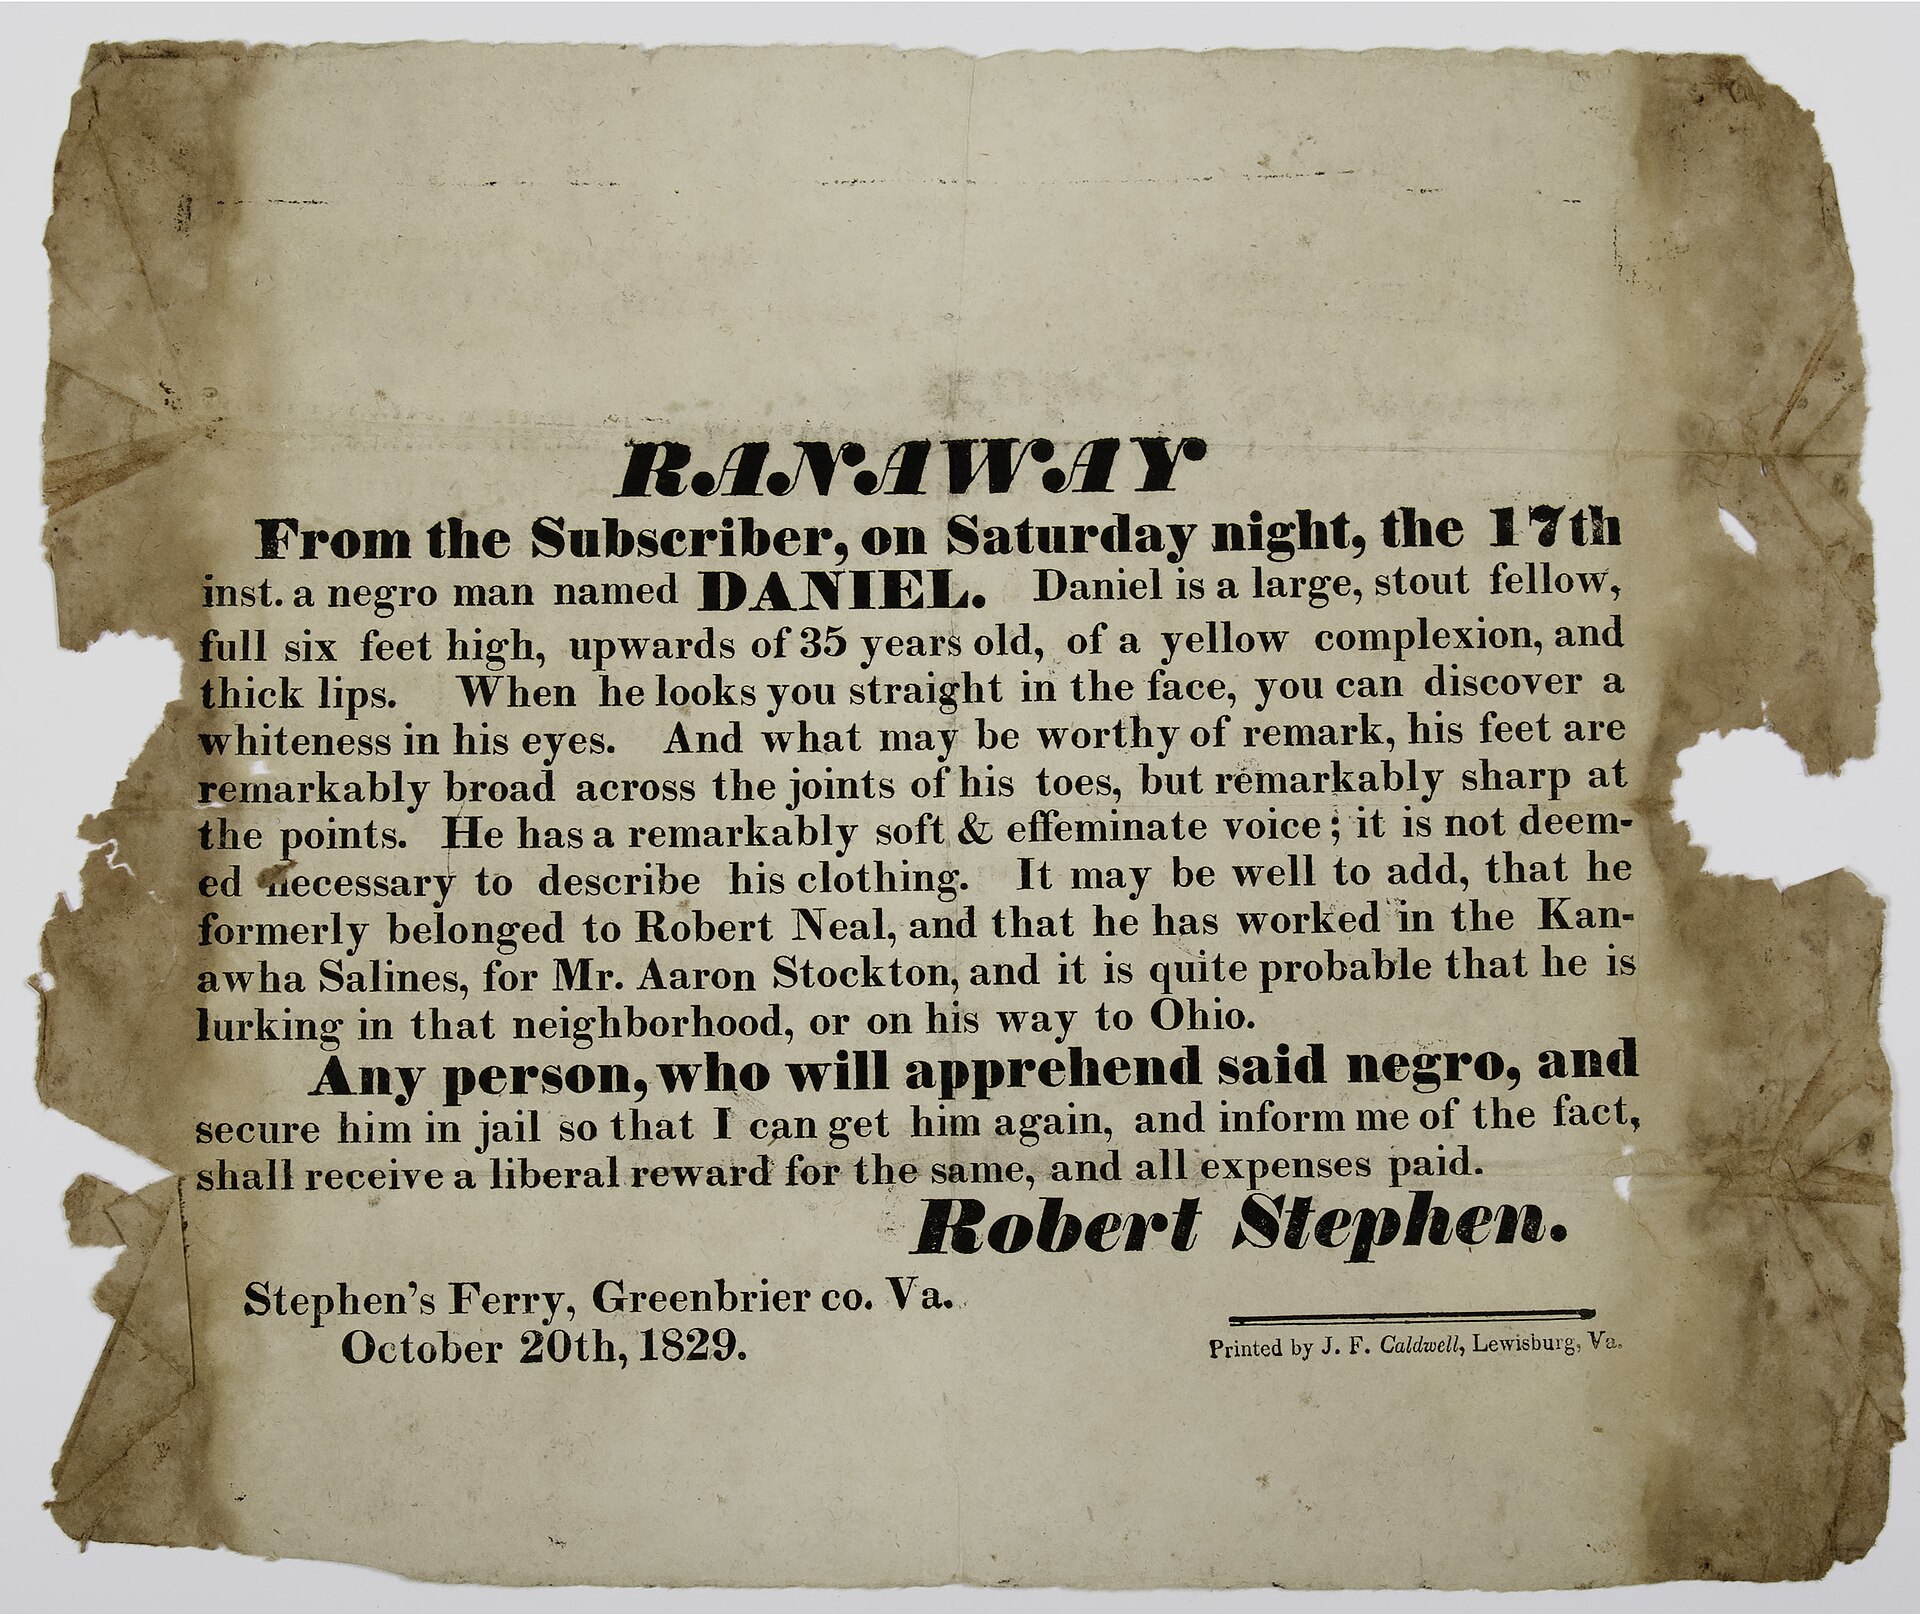 RANAWAY
From the Subscriber, on Saturday night, the 17th
inst. a negro man named DANIEL. Daniel is a large, stout fellow,
full six feet high, upwards of 35 years old, of a yellow complexion, and
thick lips. When he looks you straight in the face, you can discover a
whiteness in his eyes. And what may be worthy of remark, his feet are
remarkably broad across the joints of his toes, but remarkably sharp at
the points. He has a remarkably soft & effeminate voice; it is not deem-
ed necessary to describe his clothing. It may be well to add, that he
formerly belonged to Robert Neal, and that he has worked in the Kan-
awha Salines, for Mr. Aaron Stockton, and it is quite probable that he is
lurking in that neighborhood, or on his way to Ohio.
Any person, who will apprehend said negro, and
secure him in jail so that I can get him again, and inform me of the fact,
shall receive a liberal reward for the same, and all expenses paid.
Robert Stephen.
Stephen's Ferry, Greenbrier co. Va.
October 20th, 1829.
Printed by J. F. Caldwell, Lewisburg, Va.